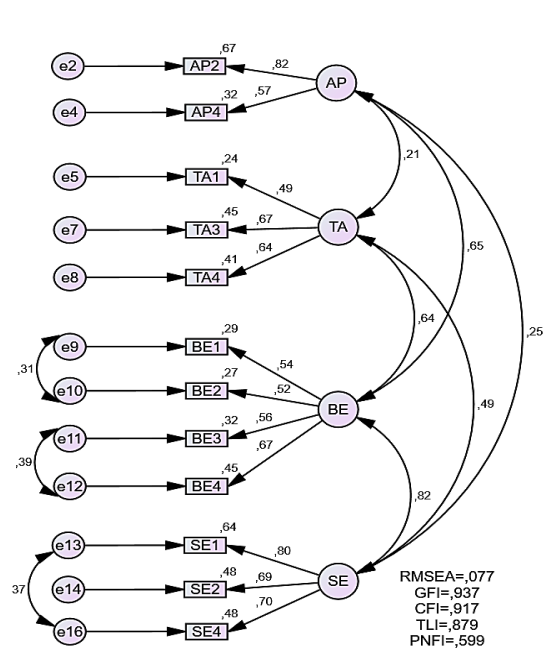 ,67
e2 AP2 ,82 AP
e4 ,32 AP4 ,57
,21
,24
e5 TA1 ,49
,45
e7 TA3 ,67 TA
,65
e8 ,41 TA4 ,64
,64
,25
,29
e9 BE1 ,54
,31
,27
e10 BE2 ,52 BE
,49
e11 ,32 BE3 ,56
,39
e12 ,45 BE4 ,67
,82
,64
e13 SE1 ,80
,48
37 e14 SE2 ,69 SE
,48
e16 SE4 ,70
RMSEA=,077
GFI=,937
CFI=,917
TLI=,879
PNFI=,599